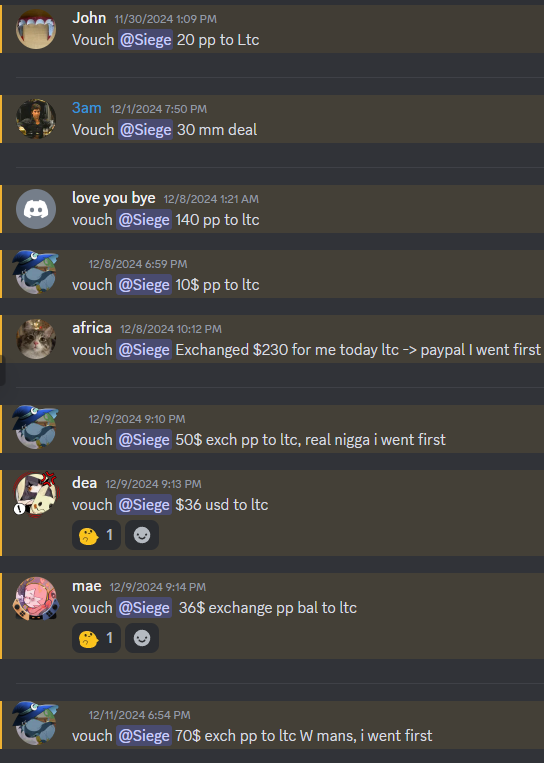 John 11/30/2024 1:09 PM
Vouch @Siege 20 pp to Ltc
3am 12/1/2024 7:50 PM
Vouch @Siege 30 mm deal
love you bye 12/8/2024 1:21 AM
vouch @Siege 140 pp to ltc
12/8/2024 6:59 PM
vouch @Siege 10$ pp to ltc
africa 12/8/2024 10:12 PM
vouch @Siege Exchanged $230 for me today ltc -> paypal I went first
12/9/2024 9:10 PM
vouch @Siege 50$ exch pp to ltc, real nigga i went first
dea 12/9/2024 9:13 PM
vouch @Siege $36 usd to ltc
1
mae 12/9/2024 9:14 PM
vouch @Siege 36$ exchange pp bal to ltc
1
12/11/2024 6:54 PM
vouch @Siege 70$ exch pp to ltc W mans, i went first